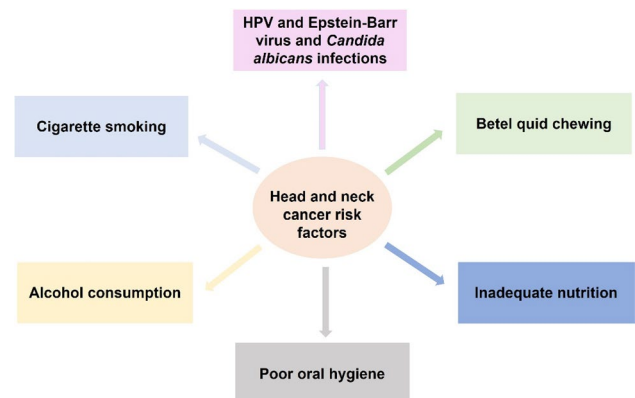 HPV and Epstein-Barr
virus and Candida
albicans infections
Cigarette smoking
Betel quid chewing
Head and neck
cancer risk
factors
Alcohol consumption
Inadequate nutrition
Poor oral hygiene